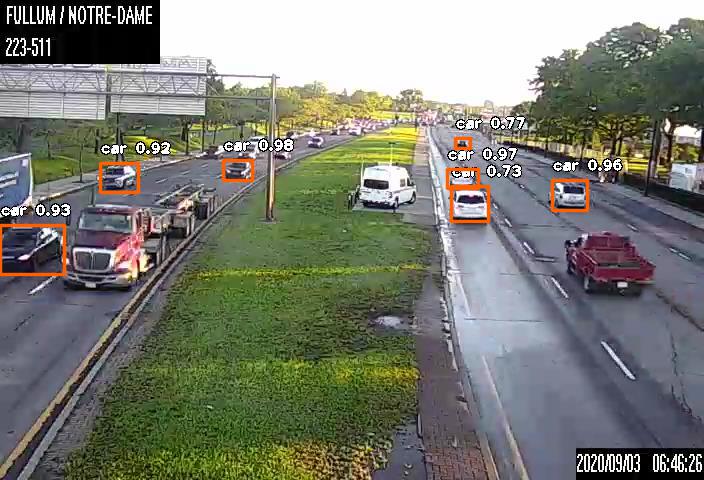 FULLUM / NOTRE-DAME
223-511
car 0.77
car 0.92
car 0.98
car 0.97
car 0.96
car 0.73
car 0.93
2020/09/03 06:46:26